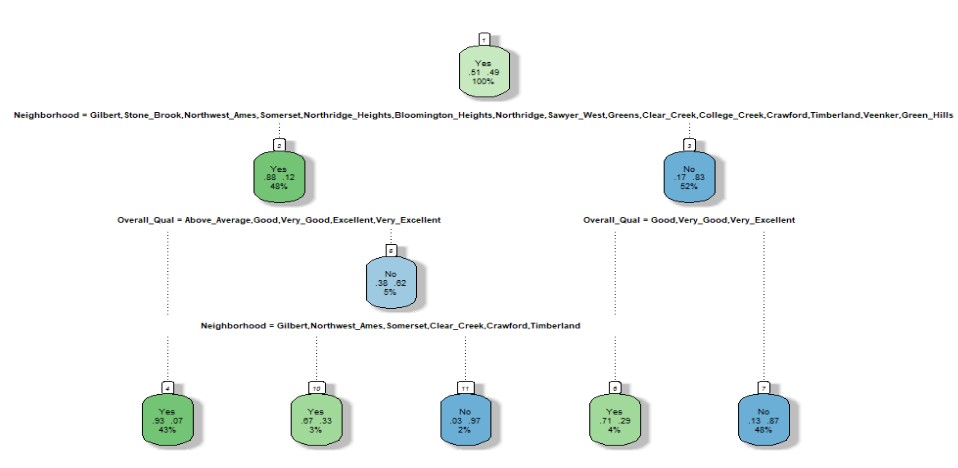 1
Yes
.51 .49
100%
Neighborhood = Gilbert,Stone_Brook,Northwest_Ames,Somerset,Northridge_Heights,Bloomington_Heights,Northridge,Sawyer_West,Greens,Clear_Creek,College_Creek,Crawford,Timberland,Veenker,Green_Hills
2
Yes
.88 .12
48%
3
No
.17 .83
52%
Overall_Qual = Above_Average,Good,Very_Good,Excellent,Very_Excellent
Overall_Qual = Good,Very_Good,Very_Excellent
5
No
.38 .62
5%
Neighborhood = Gilbert,Northwest_Ames,Somerset,Clear_Creek,Crawford,Timberland
4
Yes
.93 .07
43%
10
Yes
.67 .33
3%
11
No
.03 .97
2%
6
Yes
.71 .29
4%
7
No
.13 .87
48%